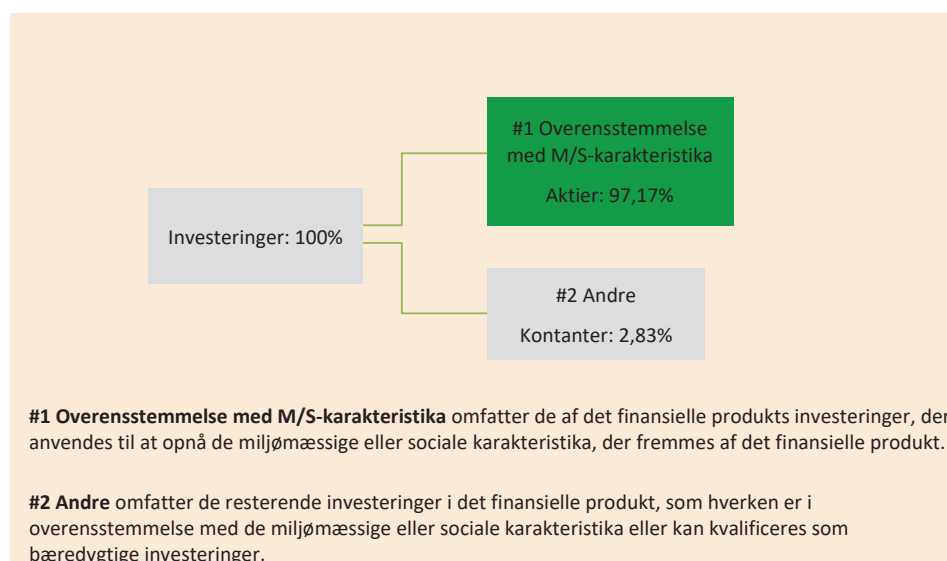 #1 Overensstemmelse
med M/S-karakteristika
Aktier: 97,17%
Investeringer: 100%
#2 Andre
Kontanter: 2,83%
#1 Overensstemmelse med M/S-karakteristika omfatter de af det finansielle produkts investeringer, der
anvendes til at opnå de miljømæssige eller sociale karakteristika, der fremmes af det finansielle produkt.
#2 Andre omfatter de resterende investeringer i det finansielle produkt, som hverken er i
overensstemmelse med de miljømæssige eller sociale karakteristika eller kan kvalificeres som
bæredygtige investeringer.